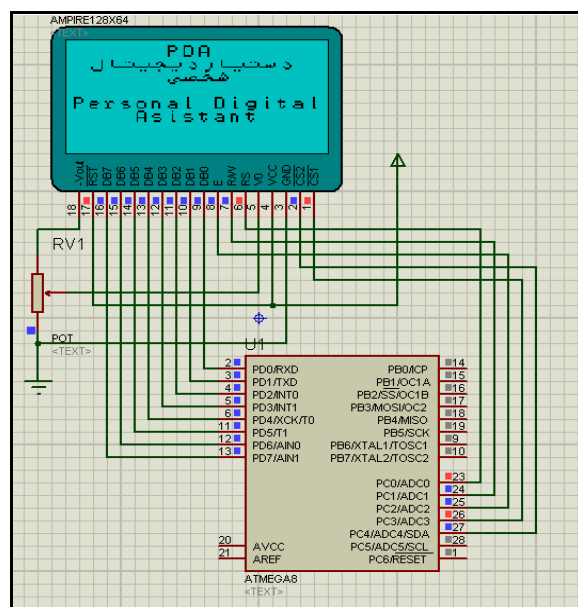 AMPIRE128X64
<TEXT>
PDA
دستیار دیجیتال
شخصی
Personal Digital
Asistant
-Vout
RST
DB7
DB6
DB5
DB4
DB3
DB2
DB1
DB0
E
R/W
RS
V0
VCC
GND
CS2
CS1
18
17
16
15
14
13
12
11
10
9
8
7
6
5
4
3
2
1
RV1
POT
<TEXT>
U1
2 PD0/RXD
3 PD1/TXD
4 PD2/INT0
5 PD3/INT1
6 PD4/XCK/T0
11 PD5/T1
12 PD6/AIN0
13 PD7/AIN1
20 AVCC
21 AREF
PB0/ICP 14
PB1/OC1A 15
PB2/SS/OC1B 16
PB3/MOSI/OC2 17
PB4/MISO 18
PB5/SCK 19
PB6/XTAL1/TOSC1 9
PB7/XTAL2/TOSC2 10
PC0/ADC0 23
PC1/ADC1 24
PC2/ADC2 25
PC3/ADC3 26
PC4/ADC4/SDA 27
PC5/ADC5/SCL 28
PC6/RESET 1
ATMEGA8
<TEXT>